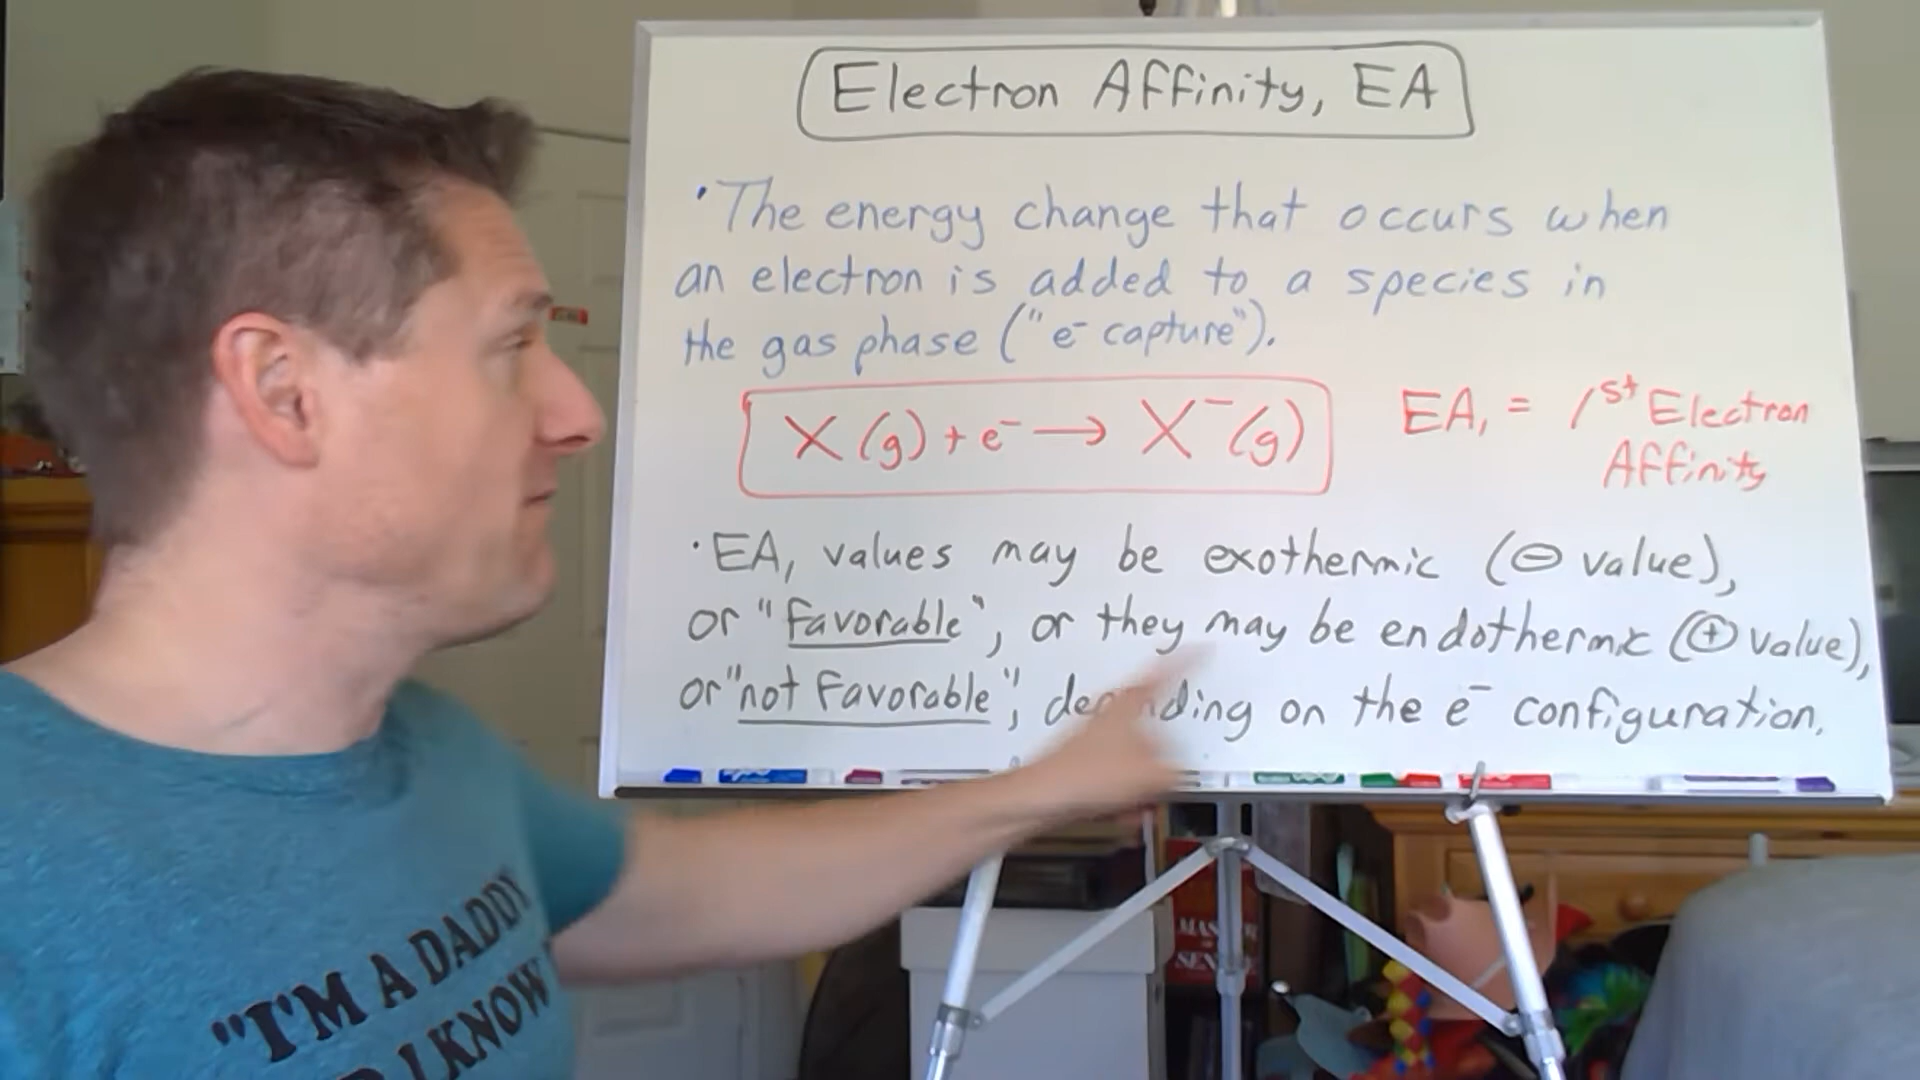 Electron Affinity, EA
•The energy change that occurs when
an electron is added to a species in
the gas phase ("e⁻ capture").
X (g) + e⁻ → X⁻ (g)
EA₁ = 1st Electron
Affinity
•EA₁ values may be exothermic (⊖ value),
or "favorable", or they may be endothermic (⊕ value),
or "not favorable", depending on the e⁻ configuration.
"I'M A DADDY
I KNOW